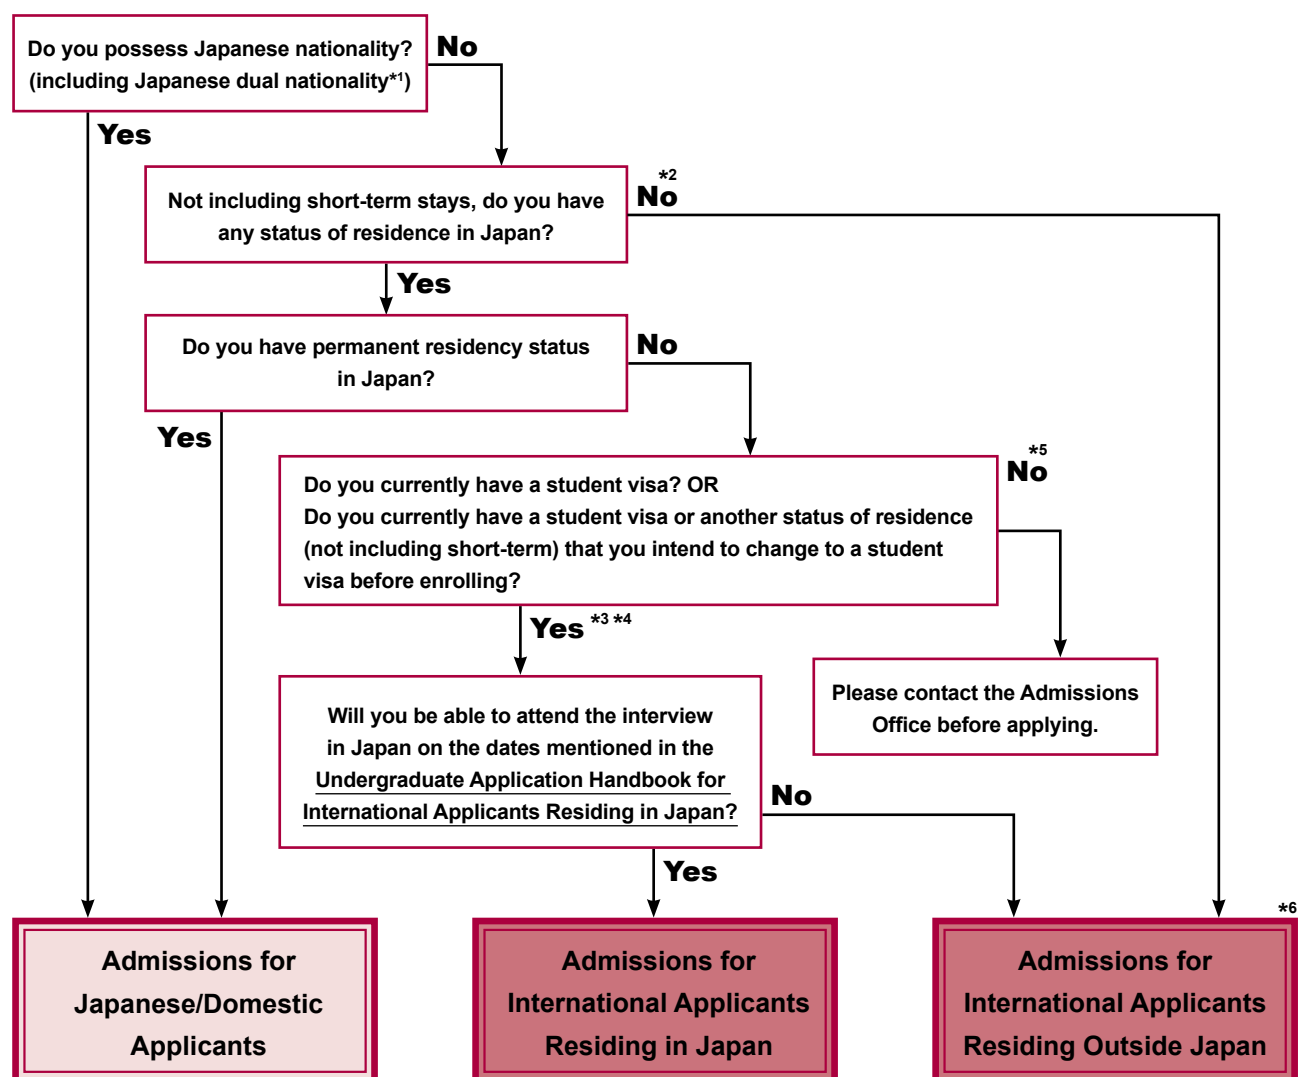 Do you possess Japanese nationality?
(including Japanese dual nationality*1)
No
Yes
Not including short-term stays, do you have
any status of residence in Japan?
*2
No
Yes
Do you have permanent residency status
in Japan?
No
Yes
Do you currently have a student visa? OR
Do you currently have a student visa or another status of residence
(not including short-term) that you intend to change to a student
visa before enrolling?
*5
No
Yes *3 *4
Please contact the Admissions
Office before applying.
Will you be able to attend the interview
in Japan on the dates mentioned in the
Undergraduate Application Handbook for
International Applicants Residing in Japan?
No
Yes
Admissions for
Japanese/Domestic
Applicants
Admissions for
International Applicants
Residing in Japan
*6
Admissions for
International Applicants
Residing Outside Japan